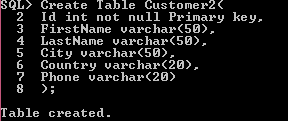 SQL> Create Table Customer2(
2 Id int not null Primary key,
3 FirstName varchar(50),
4 LastName varchar(50),
5 City varchar(50),
6 Country varchar(20),
7 Phone varchar(20)
8 );
Table created.